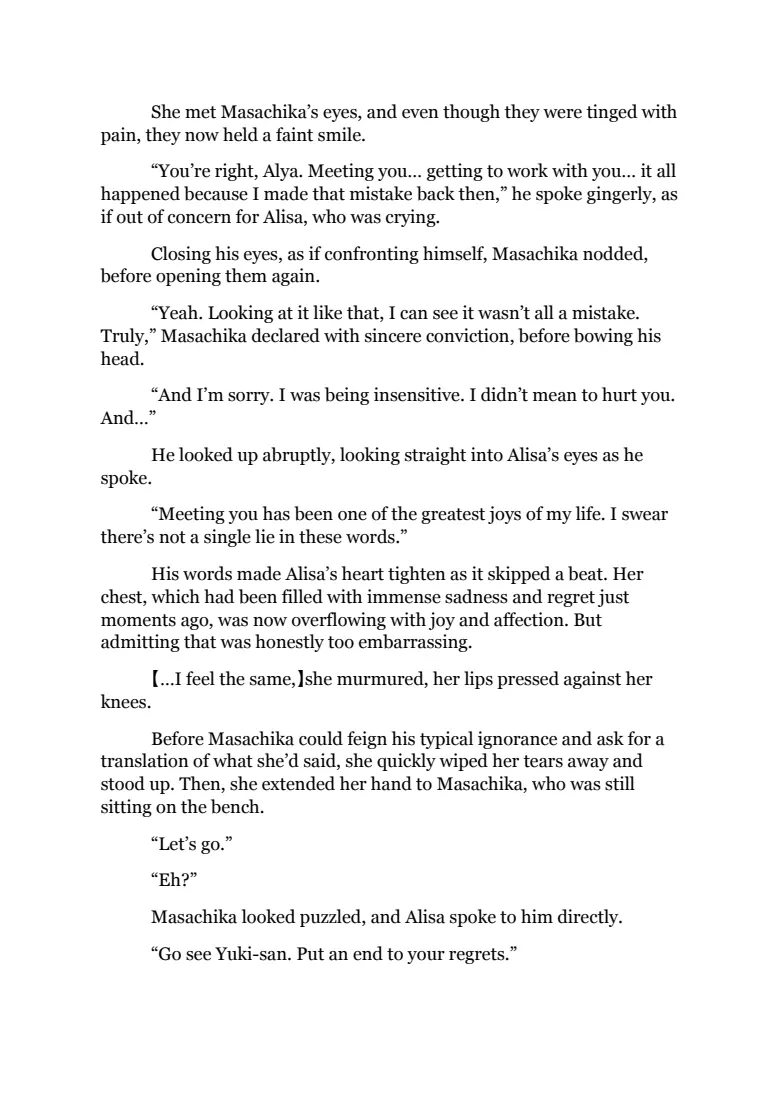 She met Masachika’s eyes, and even though they were tinged with
pain, they now held a faint smile.
“You’re right, Alya. Meeting you… getting to work with you… it all
happened because I made that mistake back then,” he spoke gingerly, as
if out of concern for Alisa, who was crying.
Closing his eyes, as if confronting himself, Masachika nodded,
before opening them again.
“Yeah. Looking at it like that, I can see it wasn’t all a mistake.
Truly,” Masachika declared with sincere conviction, before bowing his
head.
“And I’m sorry. I was being insensitive. I didn’t mean to hurt you.
And…”
He looked up abruptly, looking straight into Alisa’s eyes as he
spoke.
“Meeting you has been one of the greatest joys of my life. I swear
there’s not a single lie in these words.”
His words made Alisa’s heart tighten as it skipped a beat. Her
chest, which had been filled with immense sadness and regret just
moments ago, was now overflowing with joy and affection. But
admitting that was honestly too embarrassing.
【…I feel the same,】she murmured, her lips pressed against her
knees.
Before Masachika could feign his typical ignorance and ask for a
translation of what she’d said, she quickly wiped her tears away and
stood up. Then, she extended her hand to Masachika, who was still
sitting on the bench.
“Let’s go.”
“Eh?”
Masachika looked puzzled, and Alisa spoke to him directly.
“Go see Yuki-san. Put an end to your regrets.”